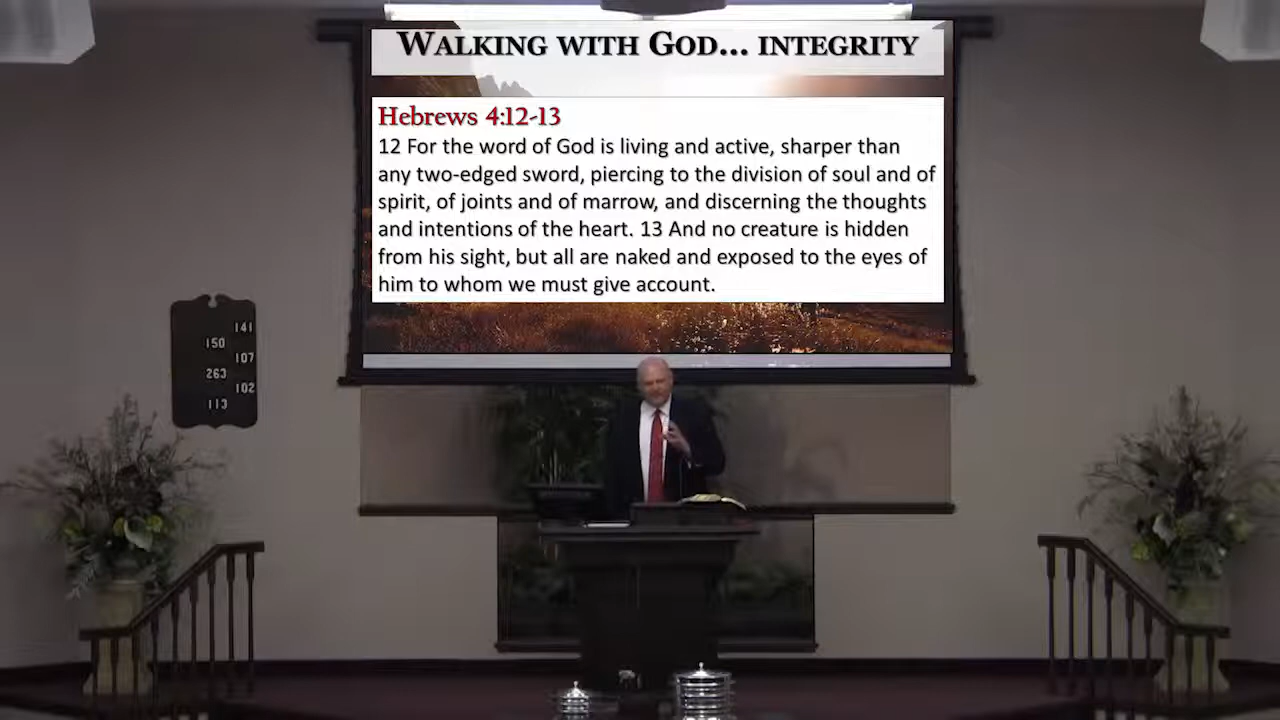 WALKING WITH GOD... INTEGRITY
Hebrews 4:12-13
12 For the word of God is living and active, sharper than
any two-edged sword, piercing to the division of soul and of
spirit, of joints and of marrow, and discerning the thoughts
and intentions of the heart. 13 And no creature is hidden
from his sight, but all are naked and exposed to the eyes of
him to whom we must give account.
141
150
107
263
102
113